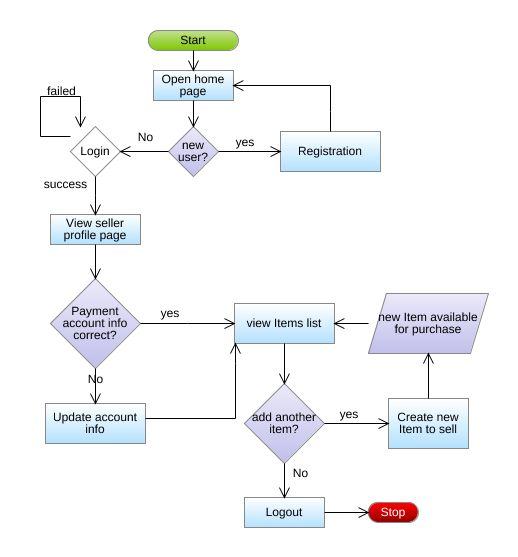 Start
Open home
page
failed
No
yes
Login
new
user?
Registration
success
View seller
profile page
Payment
account info
correct?
yes
view Items list
new Item available
for purchase
No
Update account
info
add another
item?
yes
Create new
Item to sell
No
Logout
Stop